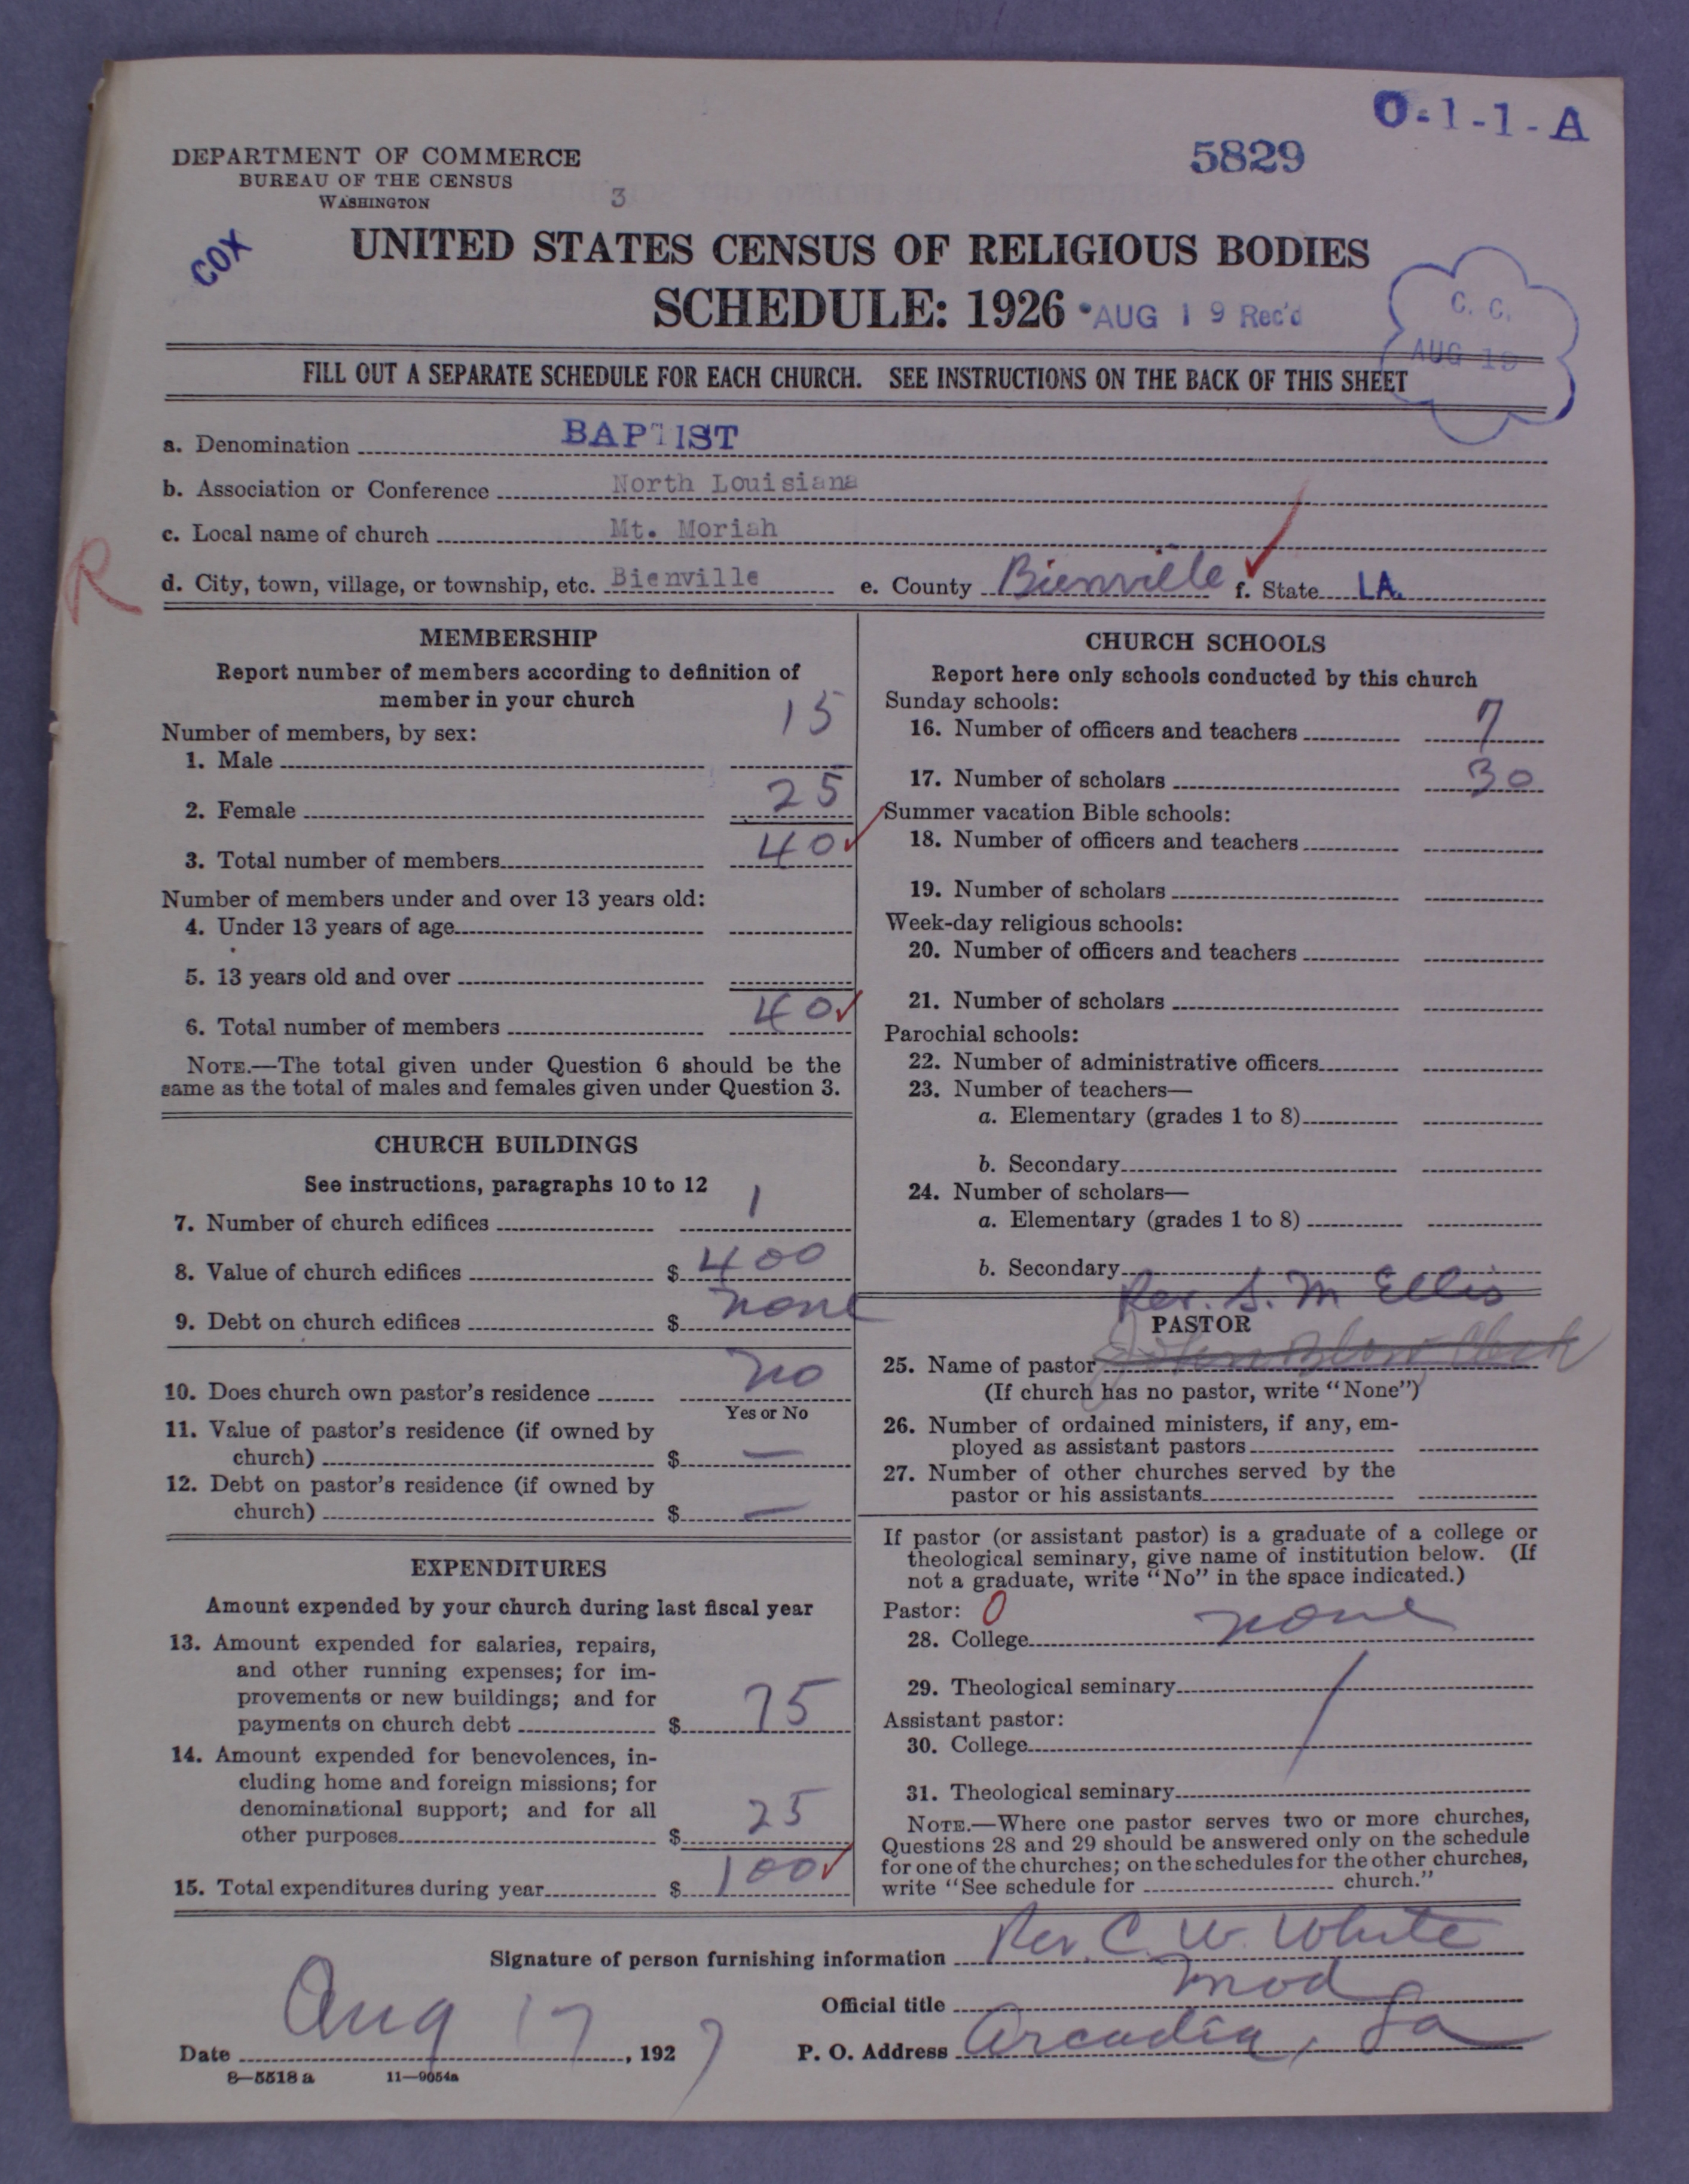 O-1-1-A
5829
DEPARTMENT OF COMMERCE
BUREAU OF THE CENSUS
WASHINGTON
3
COX
UNITED STATES CENSUS OF RELIGIOUS BODIES
SCHEDULE: 1926
AUG 19 Rec'd
C. C.
AUG 19
FILL OUT A SEPARATE SCHEDULE FOR EACH CHURCH. SEE INSTRUCTIONS ON THE BACK OF THIS SHEET
a. Denomination BAPTIST
b. Association or Conference North Louisiana
c. Local name of church Mt. Moriah
R
d. City, town, village, or township, etc. Bienville e. County Bienville f. State LA.
MEMBERSHIP
Report number of members according to definition of
member in your church
Number of members, by sex:
1. Male 15
2. Female 25
3. Total number of members 40
Number of members under and over 13 years old:
4. Under 13 years of age
5. 13 years old and over
6. Total number of members 40
NOTE.—The total given under Question 6 should be the
same as the total of males and females given under Question 3.
CHURCH BUILDINGS
See instructions, paragraphs 10 to 12
7. Number of church edifices 1
8. Value of church edifices $ 400
9. Debt on church edifices $ none
10. Does church own pastor's residence no
Yes or No
11. Value of pastor's residence (if owned by
church) $ —
12. Debt on pastor's residence (if owned by
church) $ —
EXPENDITURES
Amount expended by your church during last fiscal year
13. Amount expended for salaries, repairs,
and other running expenses; for im-
provements or new buildings; and for
payments on church debt $ 75
14. Amount expended for benevolences, in-
cluding home and foreign missions; for
denominational support; and for all
other purposes $ 25
15. Total expenditures during year $ 100
CHURCH SCHOOLS
Report here only schools conducted by this church
Sunday schools:
16. Number of officers and teachers 7
17. Number of scholars 30
Summer vacation Bible schools:
18. Number of officers and teachers
19. Number of scholars
Week-day religious schools:
20. Number of officers and teachers
21. Number of scholars
Parochial schools:
22. Number of administrative officers
23. Number of teachers—
a. Elementary (grades 1 to 8)
b. Secondary
24. Number of scholars—
a. Elementary (grades 1 to 8)
b. Secondary
Rev. S. M Ellis
PASTOR
25. Name of pastor
(If church has no pastor, write "None")
26. Number of ordained ministers, if any, em-
ployed as assistant pastors
27. Number of other churches served by the
pastor or his assistants
If pastor (or assistant pastor) is a graduate of a college or
theological seminary, give name of institution below. (If
not a graduate, write "No" in the space indicated.)
Pastor: 0
28. College none
29. Theological seminary
Assistant pastor:
30. College
31. Theological seminary
NOTE.—Where one pastor serves two or more churches,
Questions 28 and 29 should be answered only on the schedule
for one of the churches; on the schedules for the other churches,
write "See schedule for church."
Signature of person furnishing information Rev. C. W. White
Official title Mod
Date Aug 17, 1927 P. O. Address Arcadia, La
8—5518 a 11—9054a